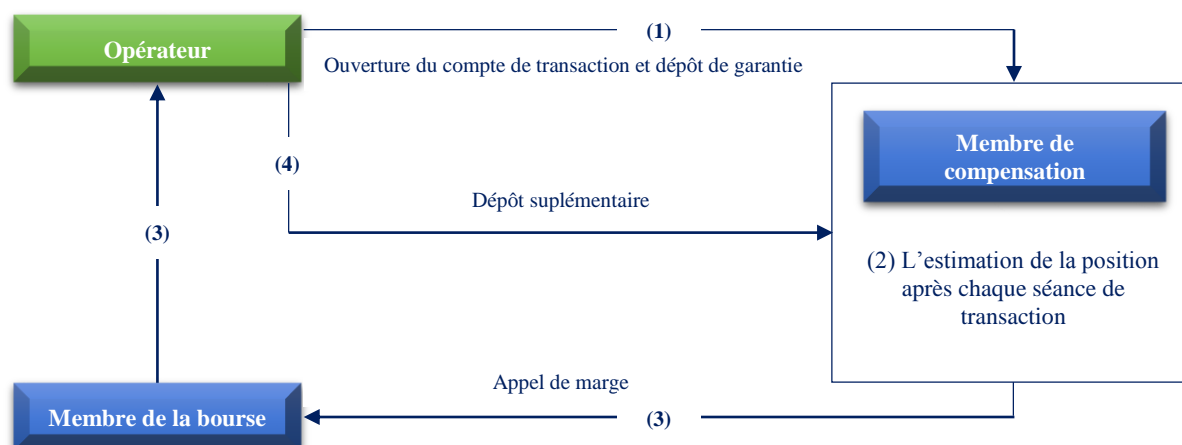 Opérateur
(1)
Ouverture du compte de transaction et dépôt de garantie
Membre de
compensation
(4)
Dépôt suplémentaire
(3)
(2) L'estimation de la position
après chaque séance de
transaction
Appel de marge
Membre de la bourse
(3)